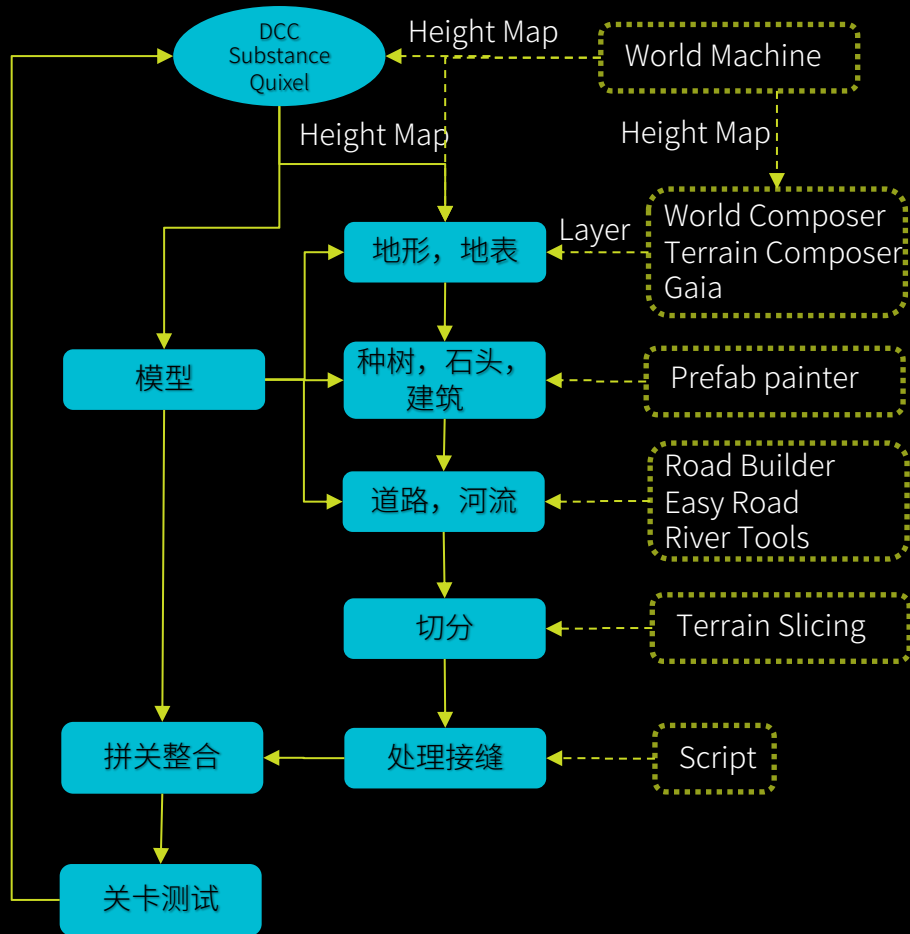 DCC
Substance
Quixel
Height Map
World Machine
Height Map
Height Map
地形，地表
Layer
World Composer
Terrain Composer
Gaia
模型
种树，石头，
建筑
Prefab painter
道路，河流
Road Builder
Easy Road
River Tools
切分
Terrain Slicing
拼关整合
处理接缝
Script
关卡测试